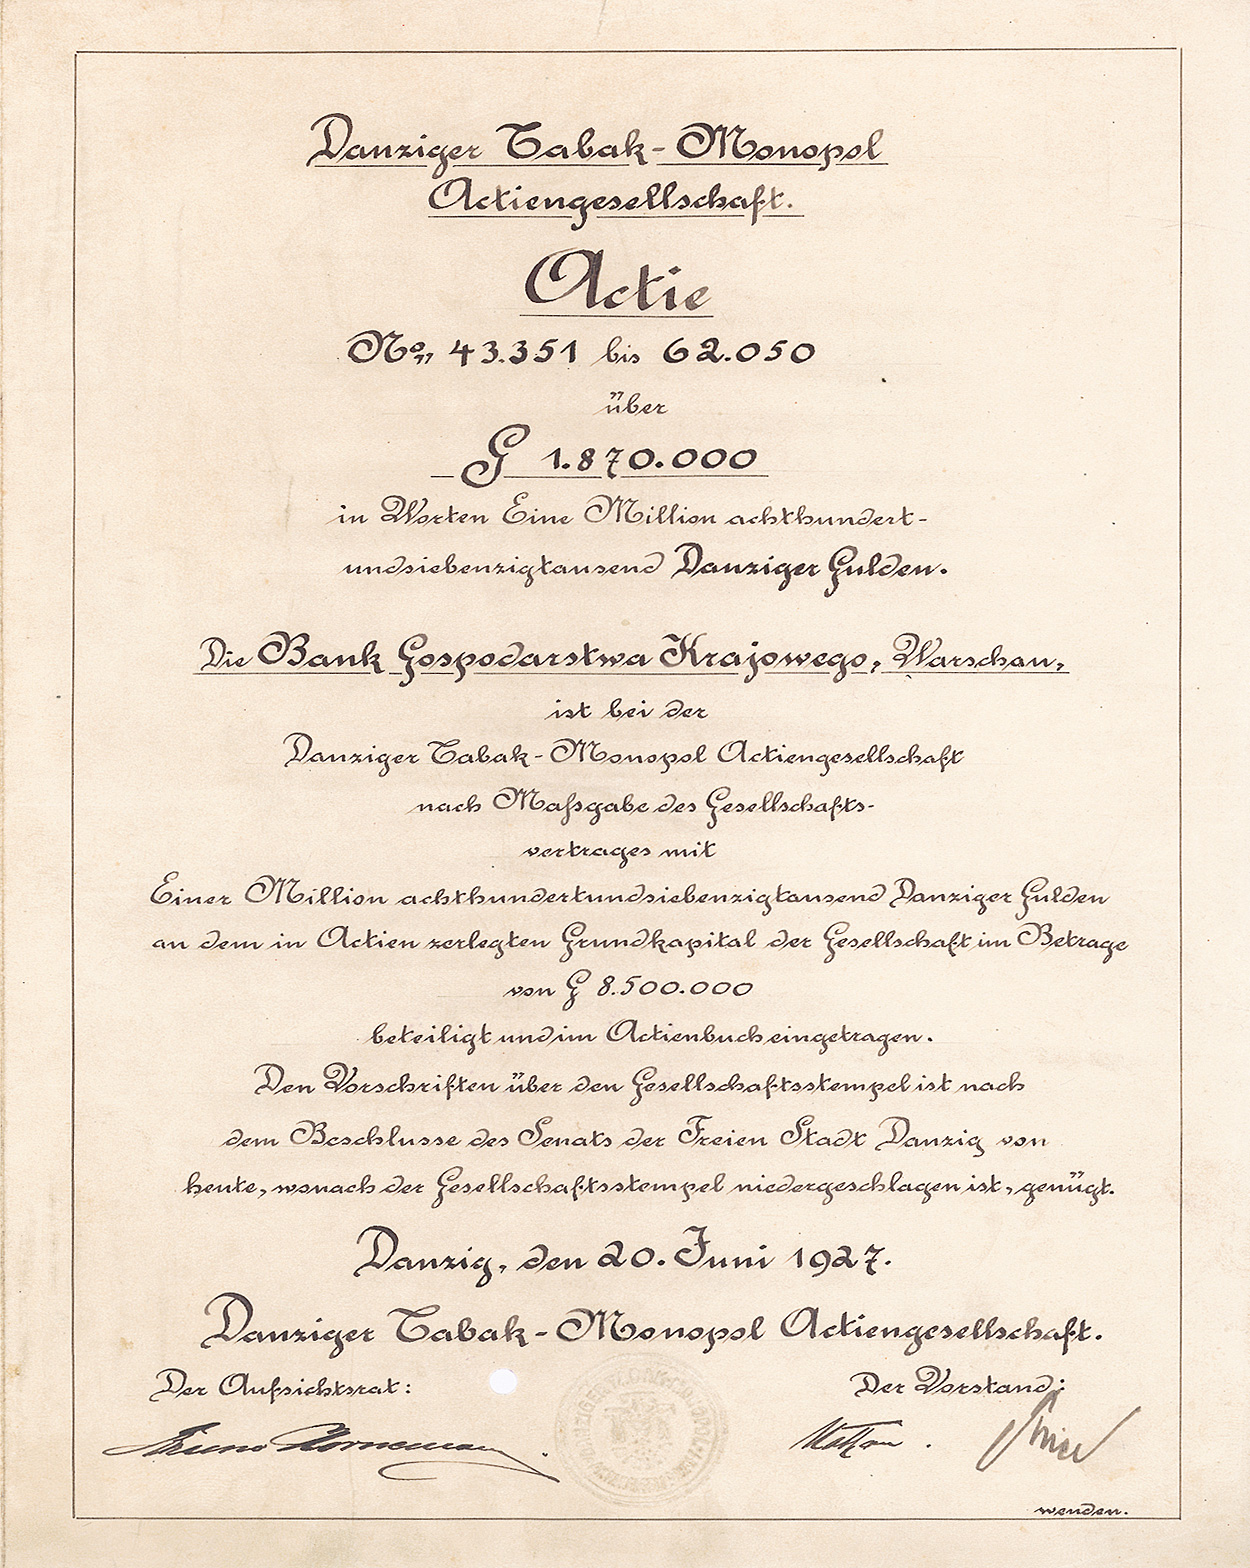 Danziger Tabak-Monopol
Actiengesellschaft.
Actie
No„ 43.351 bis 62.050
über
G 1.870.000
in Worten Eine Million achthundert-
undsiebenzigtausend Danziger Gulden.
Die Bank Gospodarstwa Krajowego, Warschau,
ist bei der
Danziger Tabak-Monopol Actiengesellschaft
nach Maßgabe des Gesellschafts-
vertrages mit
Einer Million achthundertundsiebenzigtausend Danziger Gulden
an dem in Actien zerlegten Grundkapital der Gesellschaft im Betrage
von G 8.500.000
beteiligt und im Actienbuch eingetragen.
Den Vorschriften über den Gesellschaftsstempel ist nach
dem Beschlusse des Senats der Freien Stadt Danzig von
heute, wonach der Gesellschaftsstempel niedergeschlagen ist, genügt.
Danzig, den 20. Juni 1927.
Danziger Tabak-Monopol Actiengesellschaft.
Der Aufsichtsrat: Der Vorstand:
wenden.